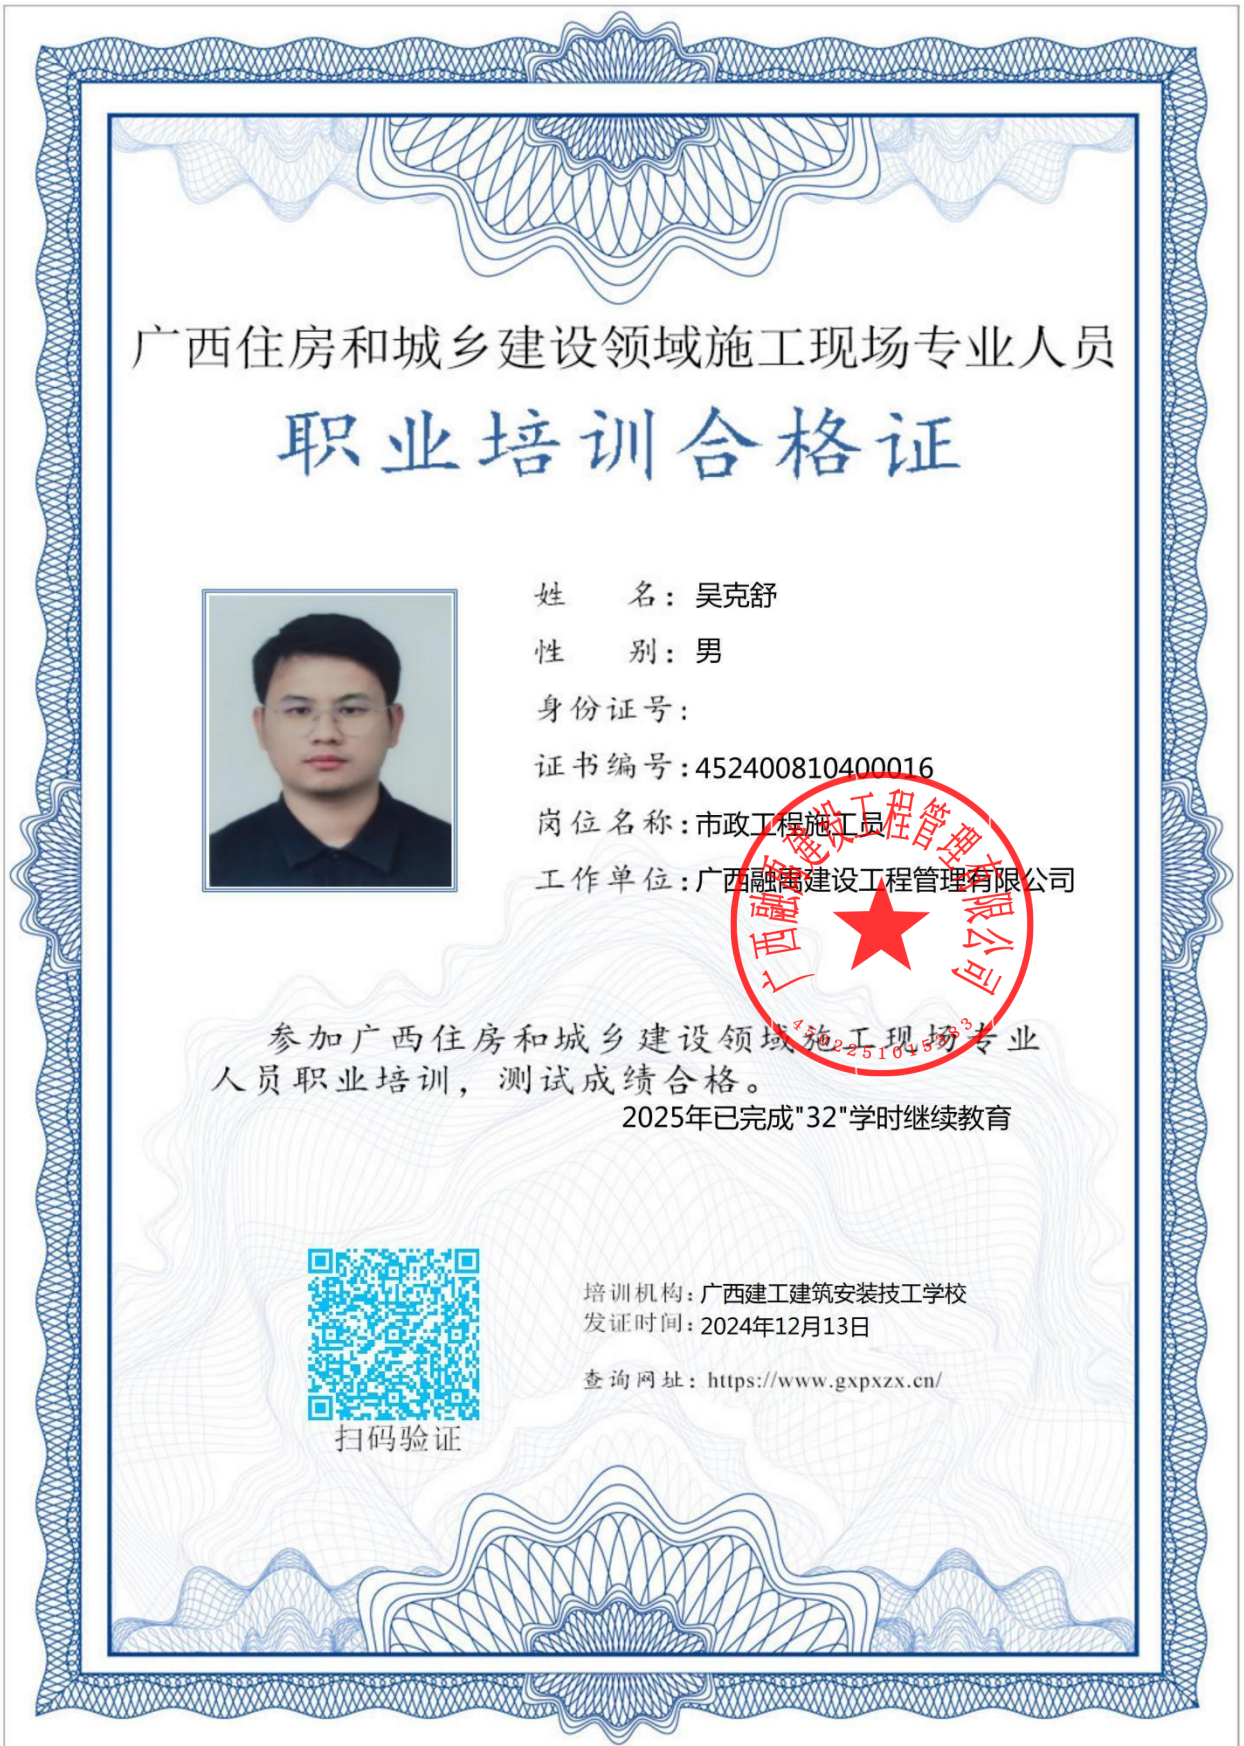 广西住房和城乡建设领域施工现场专业人员
职业培训合格证
姓 名：吴克舒
性 别：男
身份证号：
证书编号：452400810400016
岗位名称：市政工程施工员
工作单位：广西融禹建设工程管理有限公司
广西融禹建设工程管理有限公司
参加广西住房和城乡建设领域施工现场专业
人员职业培训，测试成绩合格。
2025年已完成"32"学时继续教育
培训机构：广西建工建筑安装技工学校
发证时间：2024年12月13日
查询网址：https://www.gxpxzx.cn/
扫码验证